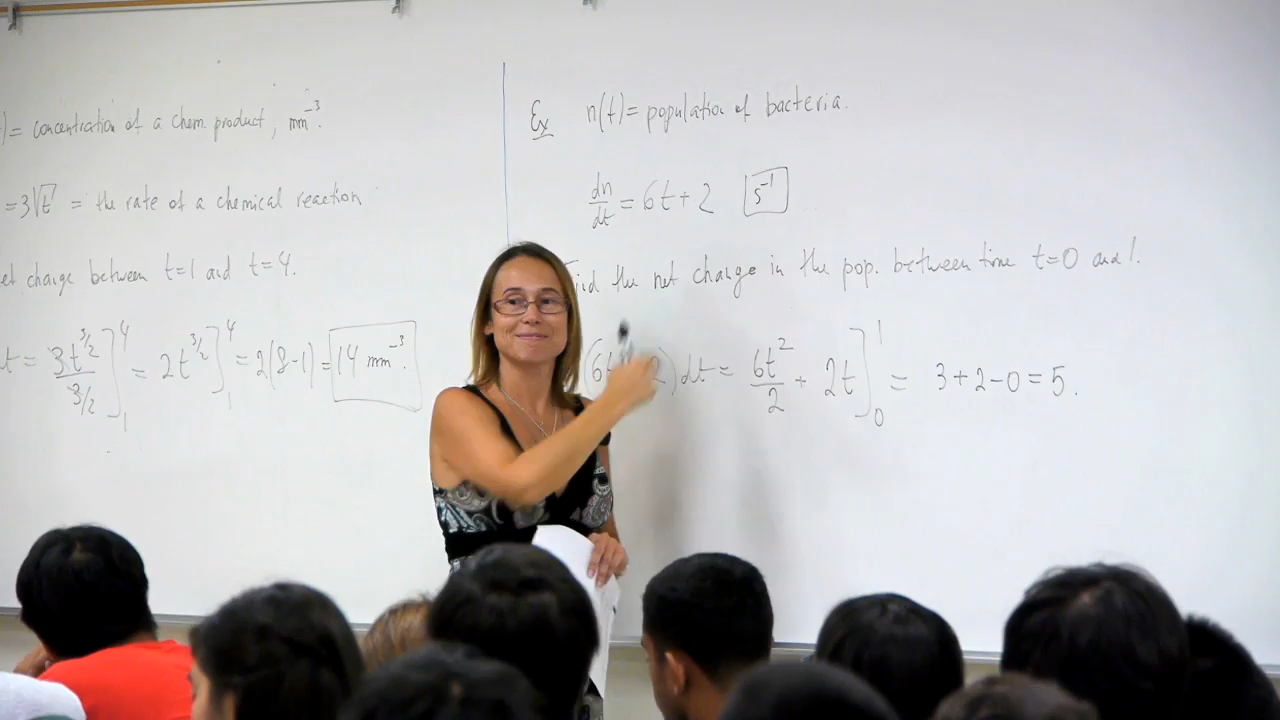 )= concentration of a chem. product, mm⁻³.
=3√t = the rate of a chemical reaction
et change between t=1 and t=4.
t = 3t^(3/2)/(3/2) ]₁⁴ = 2t^(3/2) ]₁⁴ = 2(8-1) = 14 mm⁻³.
Ex n(t)= population of bacteria.
dn/dt = 6t+2 s⁻¹
the net change in the pop. between time t=0 and 1.
(6t 2)dt = 6t²/2 + 2t ]₀¹ = 3+2-0=5.